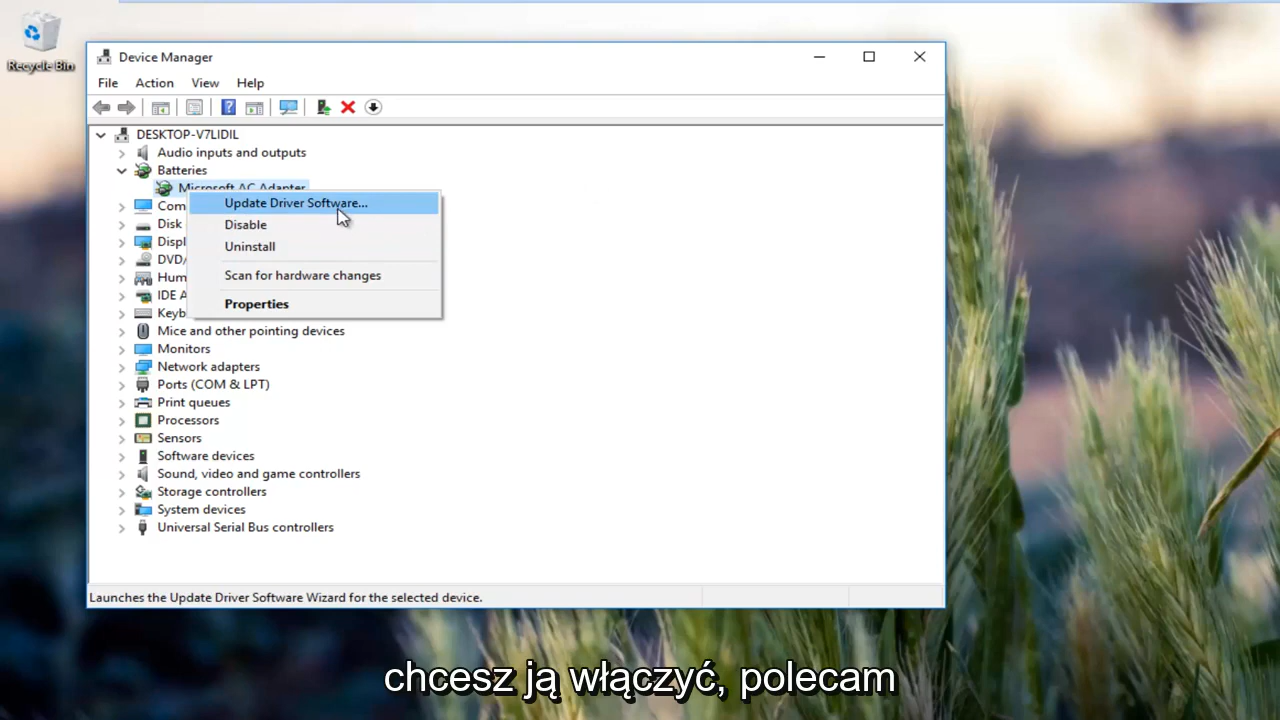 Recycle Bin
Device Manager
File Action View Help
DESKTOP-V7LIDIL
Audio inputs and outputs
Batteries
Microsoft AC Adapter
Update Driver Software...
Disable
Uninstall
Scan for hardware changes
Properties
Com
Disk
Displ
DVD/
Hum
IDE A
Keyb
Mice and other pointing devices
Monitors
Network adapters
Ports (COM & LPT)
Print queues
Processors
Sensors
Software devices
Sound, video and game controllers
Storage controllers
System devices
Universal Serial Bus controllers
Launches the Update Driver Software Wizard for the selected device.
chcesz ją włączyć, polecam